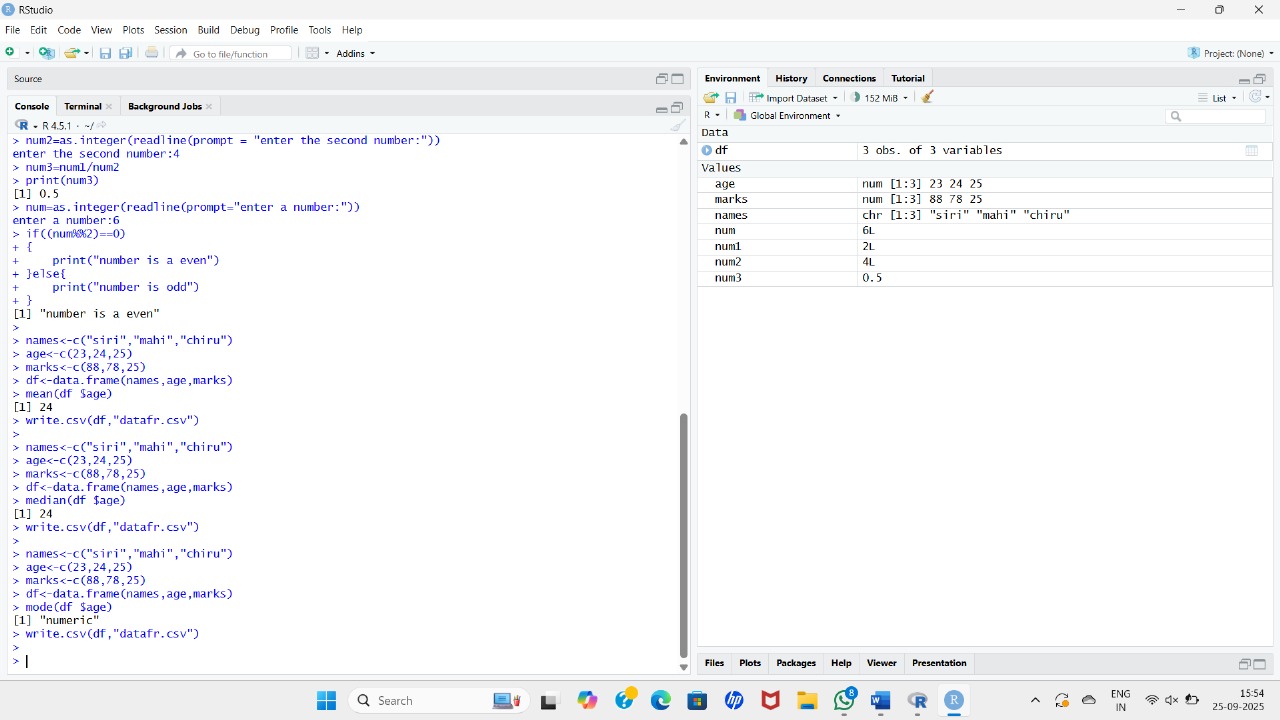 RStudio
File Edit Code View Plots Session Build Debug Profile Tools Help
Go to file/function Addins Project: (None)
Source
Console Terminal Background Jobs
R 4.5.1 · ~/
> num2=as.integer(readline(prompt = "enter the second number:"))
enter the second number:4
> num3=num1/num2
> print(num3)
[1] 0.5
> num=as.integer(readline(prompt="enter a number:"))
enter a number:6
> if((num%%2)==0)
+ {
+     print("number is a even")
+ }else{
+     print("number is odd")
+ }
[1] "number is a even"
>
> names<-c("siri","mahi","chiru")
> age<-c(23,24,25)
> marks<-c(88,78,25)
> df<-data.frame(names,age,marks)
> mean(df $age)
[1] 24
> write.csv(df,"datafr.csv")
>
> names<-c("siri","mahi","chiru")
> age<-c(23,24,25)
> marks<-c(88,78,25)
> df<-data.frame(names,age,marks)
> median(df $age)
[1] 24
> write.csv(df,"datafr.csv")
>
> names<-c("siri","mahi","chiru")
> age<-c(23,24,25)
> marks<-c(88,78,25)
> df<-data.frame(names,age,marks)
> mode(df $age)
[1] "numeric"
> write.csv(df,"datafr.csv")
>
>
Environment History Connections Tutorial
Import Dataset 152 MiB List
R Global Environment
Data
df 3 obs. of 3 variables
Values
age num [1:3] 23 24 25
marks num [1:3] 88 78 25
names chr [1:3] "siri" "mahi" "chiru"
num 6L
num1 2L
num2 4L
num3 0.5
Files Plots Packages Help Viewer Presentation
Search 8 ENG IN 15:54 25-09-2025